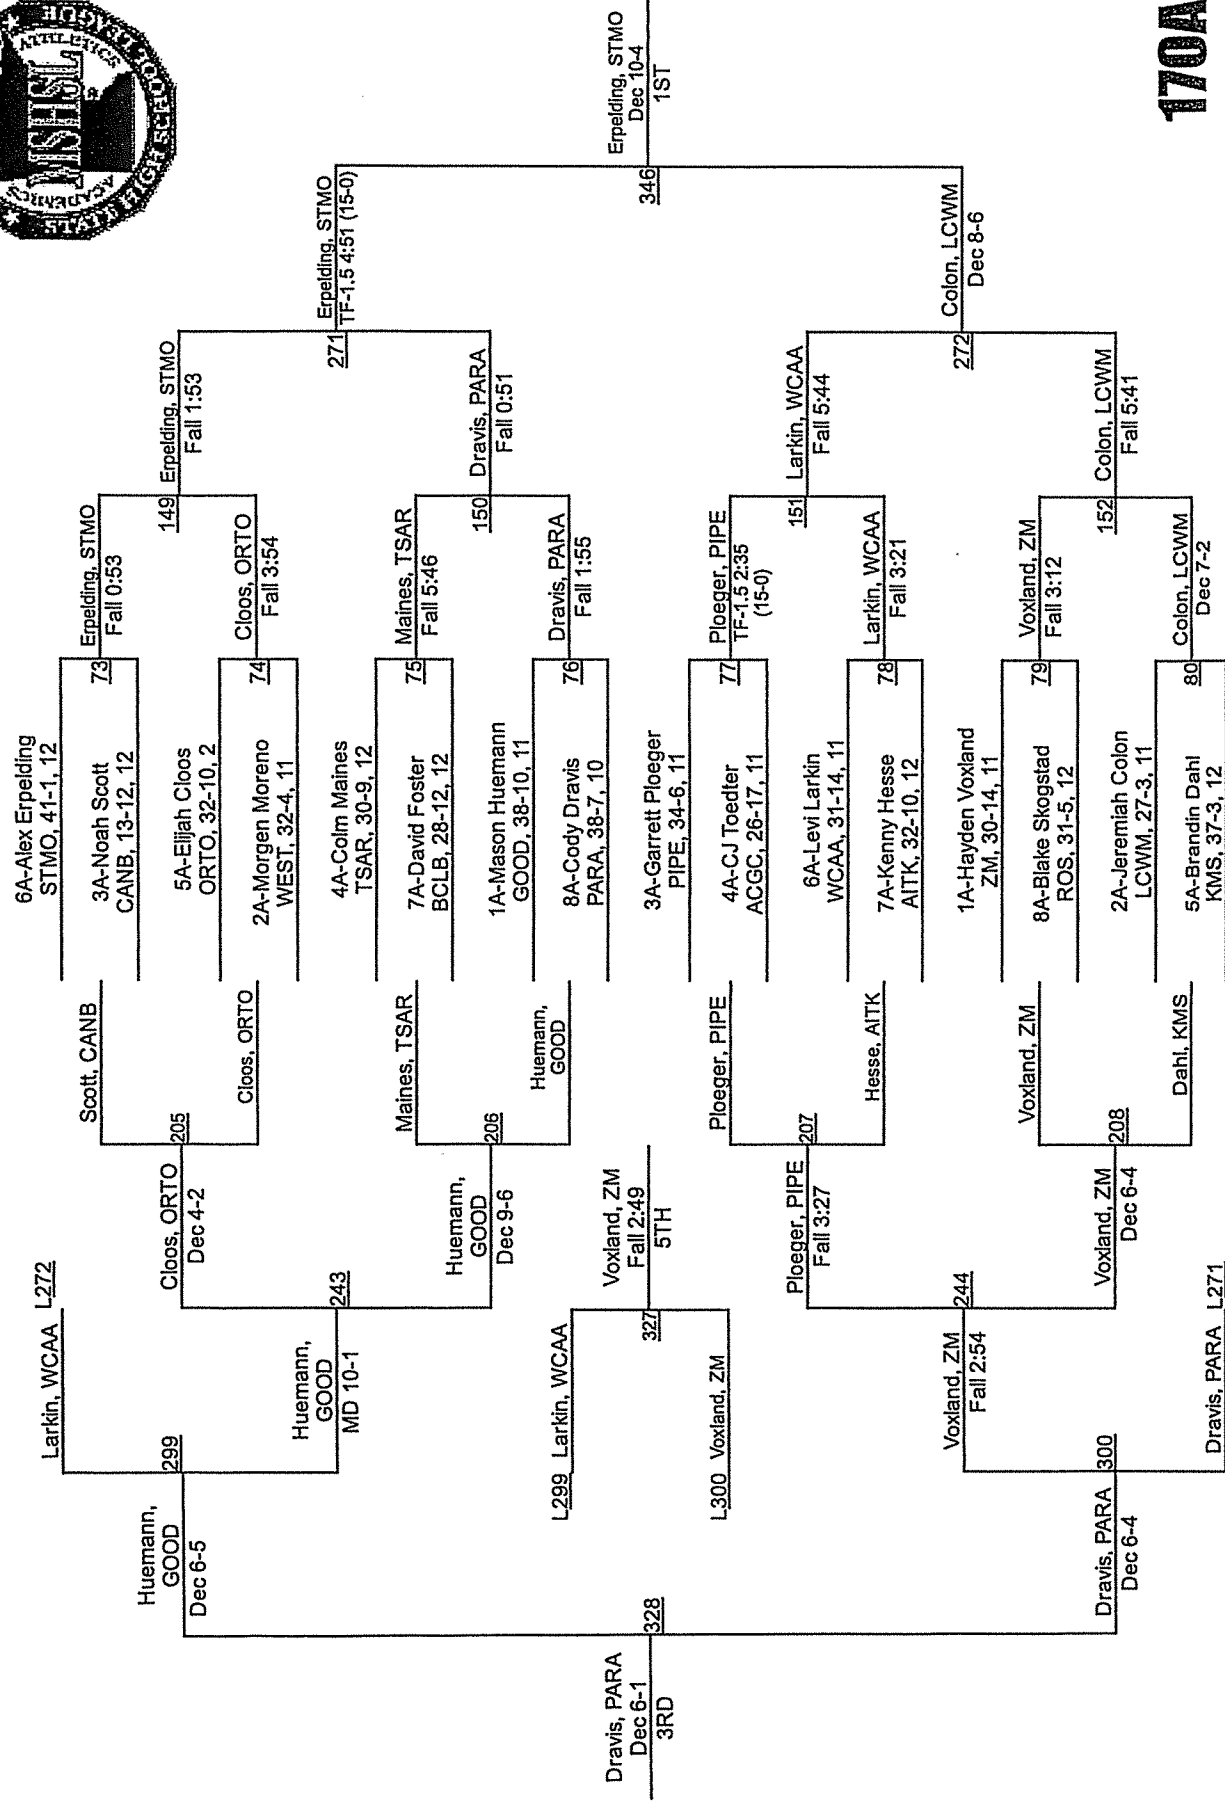 MSHSL
ATHLETICS
ACADEMICS
STATE HIGH SCHOOL LEAGUE
170A
6A-Alex Erpelding
STMO, 41-1, 12
3A-Noah Scott
CANB, 13-12, 12
5A-Elijah Cloos
ORTO, 32-10, 2
2A-Morgen Moreno
WEST, 32-4, 11
4A-Colm Maines
TSAR, 30-9, 12
7A-David Foster
BCLB, 28-12, 12
1A-Mason Huemann
GOOD, 38-10, 11
8A-Cody Dravis
PARA, 38-7, 10
3A-Garrett Ploeger
PIPE, 34-6, 11
4A-CJ Toedter
ACGC, 26-17, 11
6A-Levi Larkin
WCAA, 31-14, 11
7A-Kenny Hesse
AITK, 32-10, 12
1A-Hayden Voxland
ZM, 30-14, 11
8A-Blake Skogstad
ROS, 31-5, 12
2A-Jeremiah Colon
LCWM, 27-3, 11
5A-Brandin Dahl
KMS, 37-3, 12
73
Erpelding, STMO
Fall 0:53
74
Cloos, ORTO
Fall 3:54
75
Maines, TSAR
Fall 5:46
76
Dravis, PARA
Fall 1:55
77
Ploeger, PIPE
TF-1.5 2:35
(15-0)
78
Larkin, WCAA
Fall 3:21
79
Voxland, ZM
Fall 3:12
80
Colon, LCWM
Dec 7-2
149
Erpelding, STMO
Fall 1:53
150
Dravis, PARA
Fall 0:51
151
Larkin, WCAA
Fall 5:44
152
Colon, LCWM
Fall 5:41
271
Erpelding, STMO
TF-1.5 4:51 (15-0)
272
Colon, LCWM
Dec 8-6
346
Erpelding, STMO
Dec 10-4
1ST
Scott, CANB
Cloos, ORTO
Maines, TSAR
Huemann,
GOOD
Ploeger, PIPE
Hesse, AITK
Voxland, ZM
Dahl, KMS
205
Cloos, ORTO
Dec 4-2
206
Huemann,
GOOD
Dec 9-6
207
Ploeger, PIPE
Fall 3:27
208
Voxland, ZM
Dec 6-4
Larkin, WCAA L272
243
Huemann,
GOOD
MD 10-1
244
Voxland, ZM
Fall 2:54
Dravis, PARA L271
299
Huemann,
GOOD
Dec 6-5
300
Dravis, PARA
Dec 6-4
L299 Larkin, WCAA
L300 Voxland, ZM
327
Voxland, ZM
Fall 2:49
5TH
328
Dravis, PARA
Dec 6-1
3RD